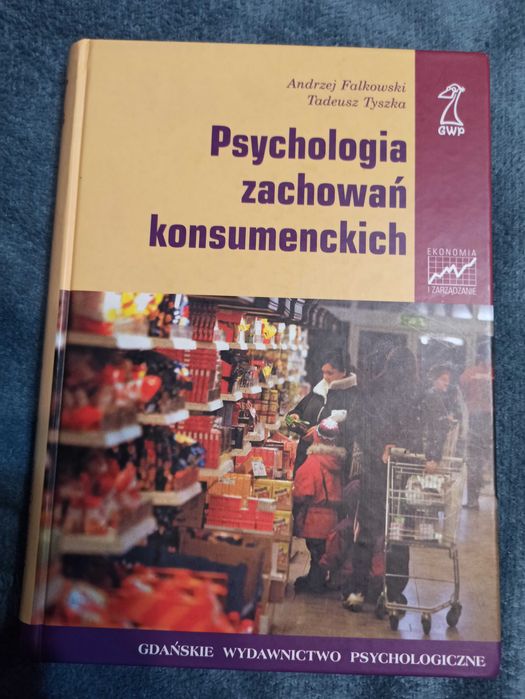 Andrzej Falkowski
Tadeusz Tyszka
GWP
Psychologia
zachowań
konsumenckich
EKONOMIA
I ZARZĄDZANIE
GDAŃSKIE WYDAWNICTWO PSYCHOLOGICZNE